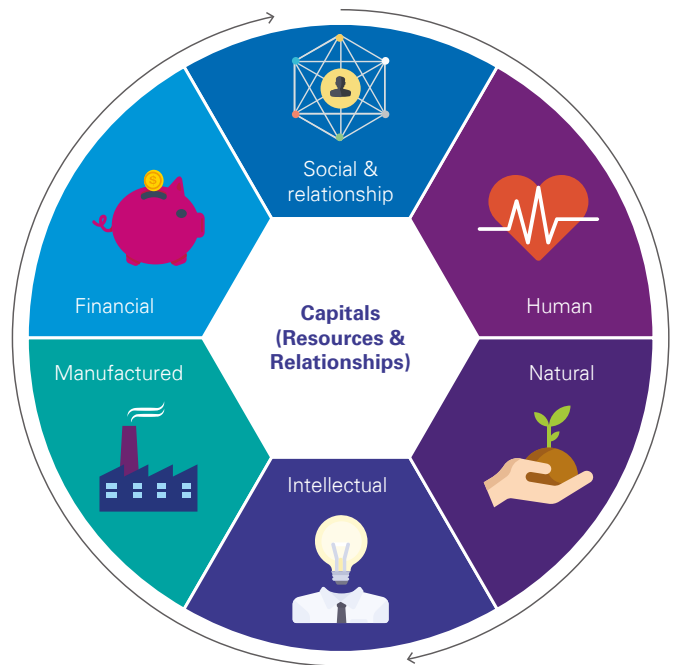 Social &
relationship
Financial
Capitals
(Resources &
Relationships)
Human
Manufactured
Natural
Intellectual
$